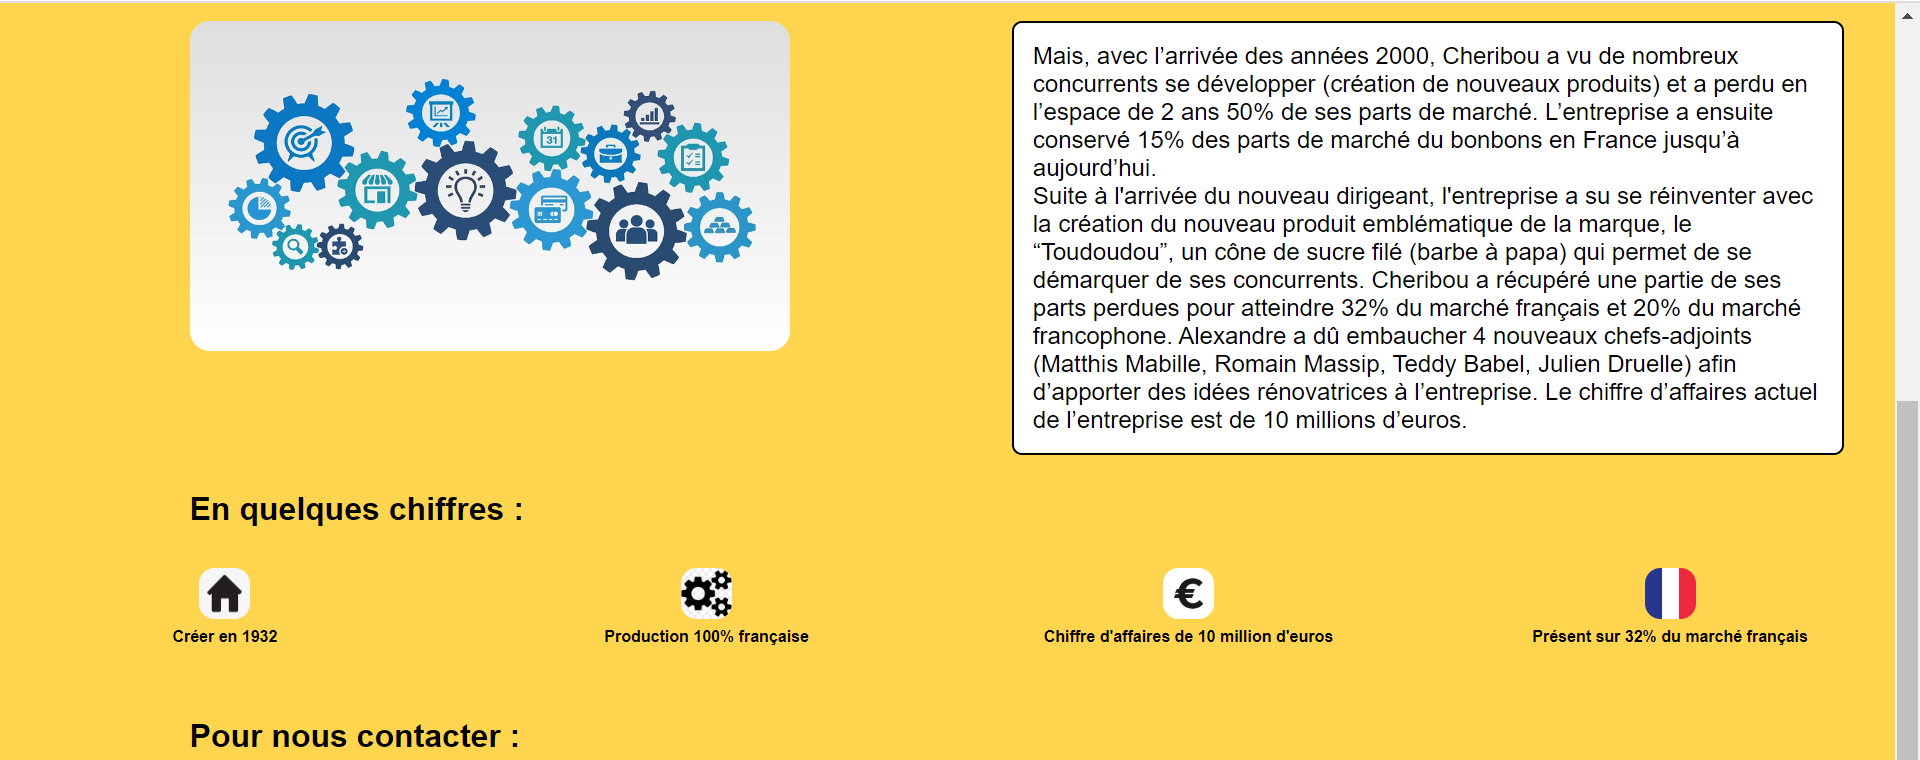 31
Mais, avec l’arrivée des années 2000, Cheribou a vu de nombreux
concurrents se développer (création de nouveaux produits) et a perdu en
l’espace de 2 ans 50% de ses parts de marché. L’entreprise a ensuite
conservé 15% des parts de marché du bonbons en France jusqu’à
aujourd’hui.
Suite à l'arrivée du nouveau dirigeant, l'entreprise a su se réinventer avec
la création du nouveau produit emblématique de la marque, le
“Toudoudou”, un cône de sucre filé (barbe à papa) qui permet de se
démarquer de ses concurrents. Cheribou a récupéré une partie de ses
parts perdues pour atteindre 32% du marché français et 20% du marché
francophone. Alexandre a dû embaucher 4 nouveaux chefs-adjoints
(Matthis Mabille, Romain Massip, Teddy Babel, Julien Druelle) afin
d’apporter des idées rénovatrices à l’entreprise. Le chiffre d’affaires actuel
de l’entreprise est de 10 millions d’euros.
En quelques chiffres :
€
Créer en 1932
Production 100% française
Chiffre d'affaires de 10 million d'euros
Présent sur 32% du marché français
Pour nous contacter :